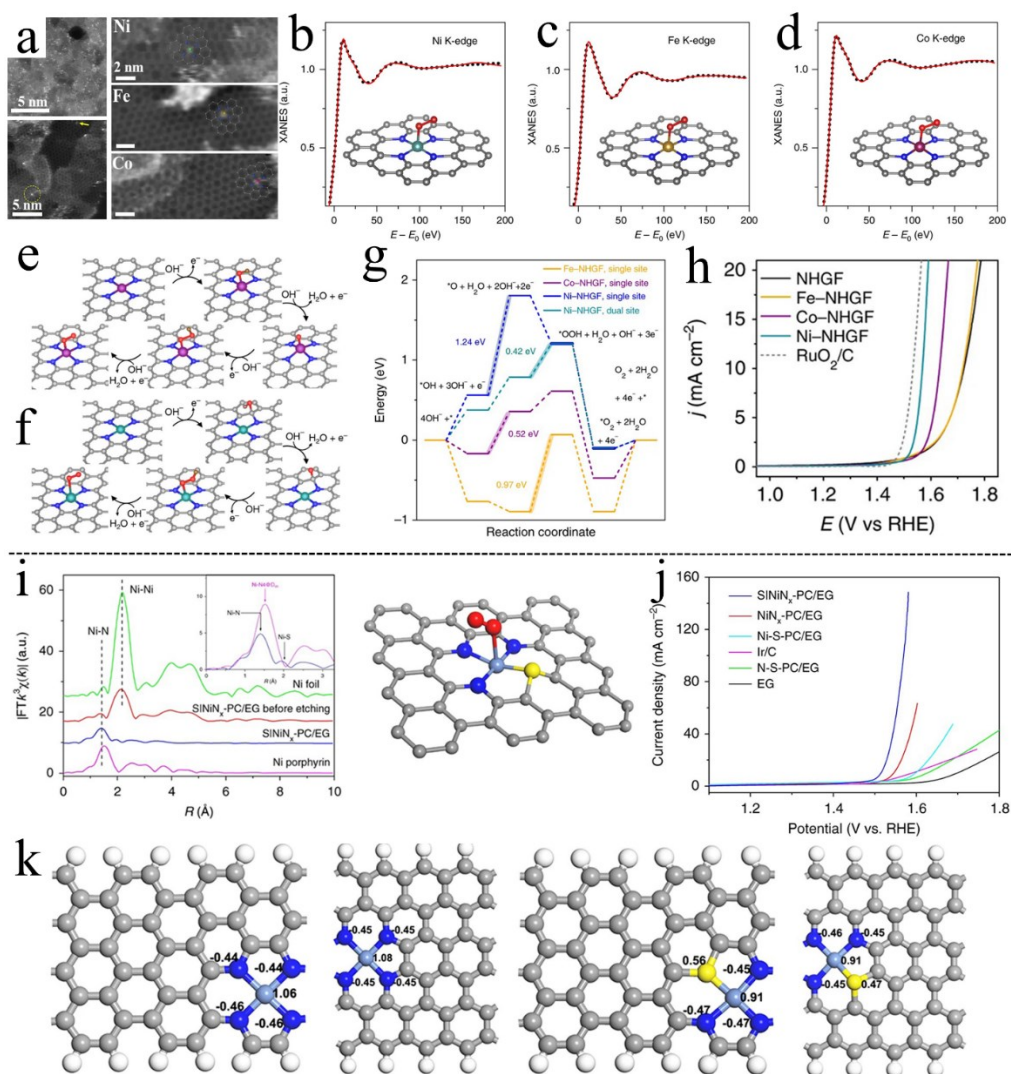 a
Ni
2 nm
5 nm
Fe
Co
5 nm
b
Ni K-edge
XANES (a.u.)
1.0
0.5
0 50 100 150 200
E – E0 (eV)
c
Fe K-edge
XANES (a.u.)
1.0
0.5
0 50 100 150 200
E – E0 (eV)
d
Co K-edge
XANES (a.u.)
1.0
0.5
0 50 100 150 200
E – E0 (eV)
e
OH⁻ e⁻
OH⁻ H₂O + e⁻
OH⁻
H₂O + e⁻
OH⁻
e⁻
f
OH⁻ e⁻
OH⁻ H₂O + e⁻
OH⁻
H₂O + e⁻
OH⁻
e⁻
g
Fe–NHGF, single site
Co–NHGF, single site
Ni–NHGF, single site
Ni–NHGF, dual site
*O + H₂O + 2OH⁻+2e⁻
*OOH + H₂O + OH⁻ + 3e⁻
1.24 eV
0.42 eV
O₂ + 2H₂O
+ 4e⁻ +*
*OH + 3OH⁻ + e⁻
4OH⁻ +*
0.52 eV
*O₂ + 2H₂O
+ 4e⁻
0.97 eV
Energy (eV)
2
1
0
−1
Reaction coordinate
h
NHGF
Fe–NHGF
Co–NHGF
Ni–NHGF
RuO₂/C
j (mA cm⁻²)
20
15
10
5
0
1.0 1.2 1.4 1.6 1.8
E (V vs RHE)
i
Ni-Ni
Ni-N
Ni-N
Ni-S
10
5
0
R (Å)
Ni foil
S|NiNₓ-PC/EG before etching
S|NiNₓ-PC/EG
Ni porphyrin
|FTk³χ(k)| (a.u.)
60
40
20
0
0 2 4 6 8 10
R (Å)
j
S|NiNₓ-PC/EG
NiNₓ-PC/EG
Ni-S-PC/EG
Ir/C
N-S-PC/EG
EG
Current density (mA cm⁻²)
160
120
80
40
0
1.2 1.4 1.6 1.8
Potential (V vs. RHE)
k
-0.44
-0.44
1.06
-0.46
-0.46
-0.45 -0.45
1.08
-0.45 -0.45
0.56
-0.45
0.91
-0.47
-0.47
-0.46 -0.45
0.91
-0.45 0.47